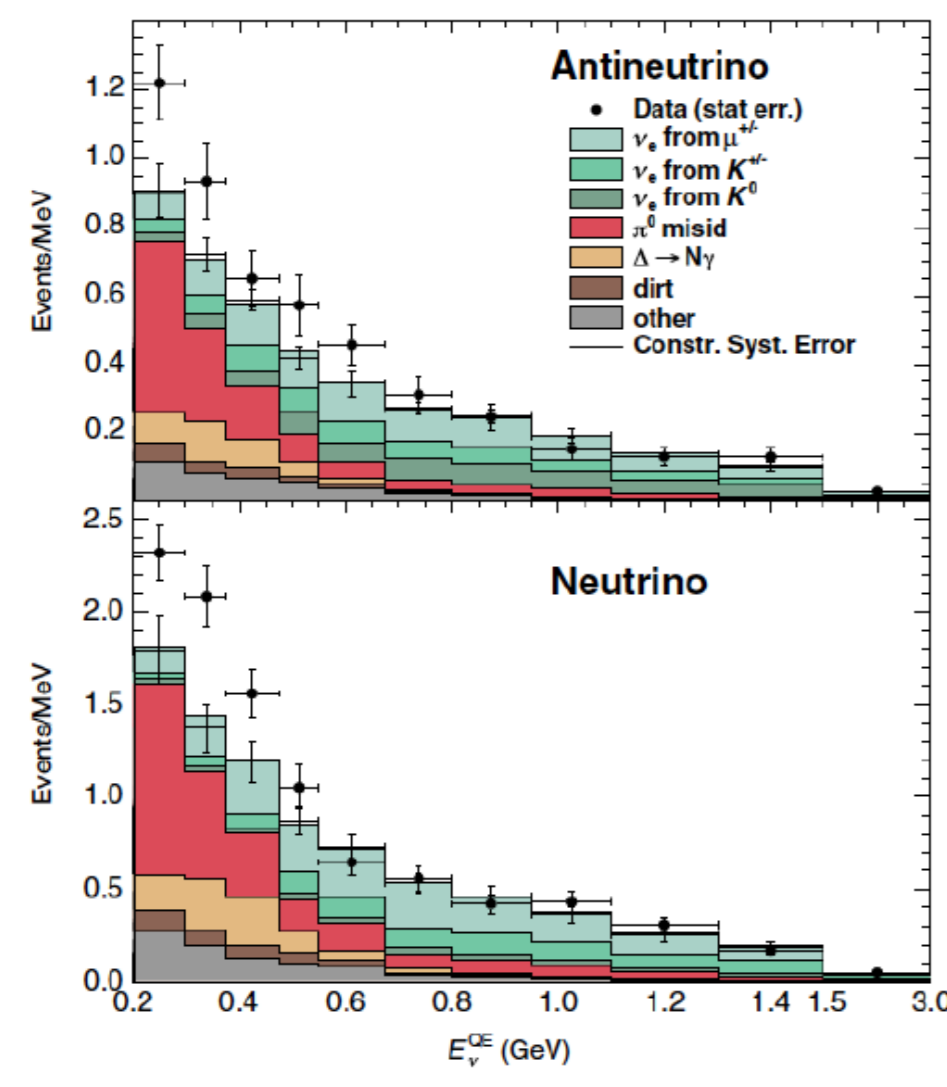 Antineutrino
Data (stat err.)
νe from μ+/-
νe from K+/-
νe from K0
π0 misid
Δ → Nγ
dirt
other
Constr. Syst. Error
Events/MeV
1.2
1.0
0.8
0.6
0.4
0.2
Neutrino
Events/MeV
2.5
2.0
1.5
1.0
0.5
0.0
0.2 0.4 0.6 0.8 1.0 1.2 1.4 1.5 3.0
EνQE (GeV)